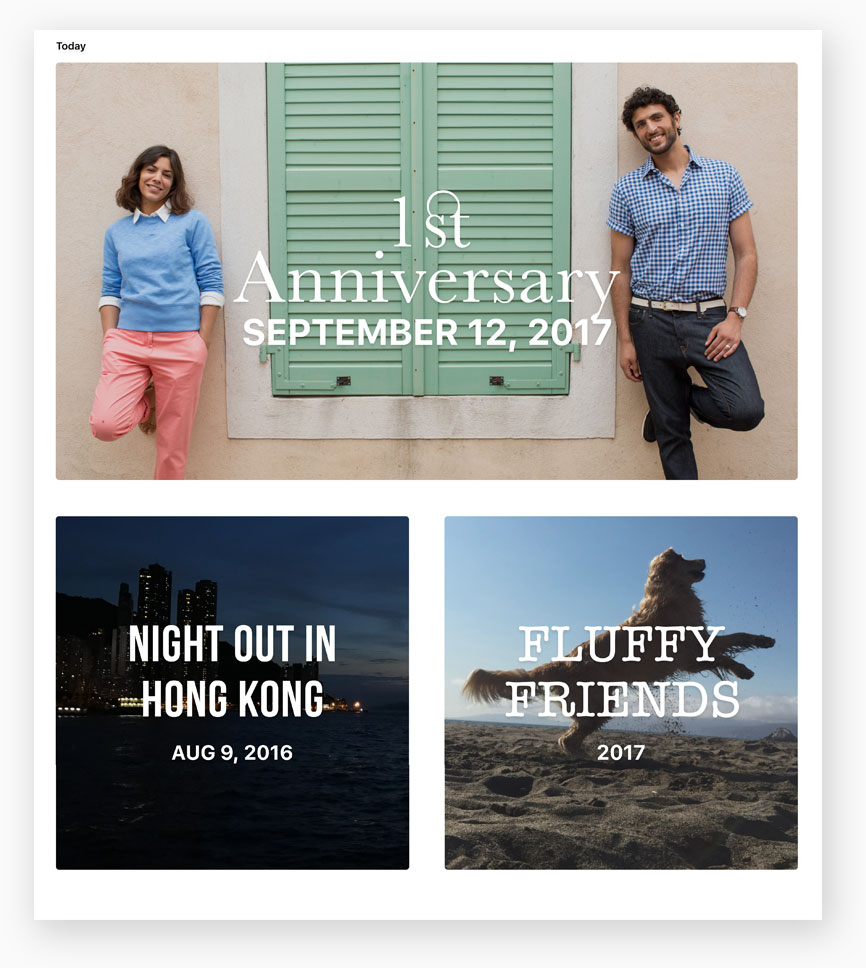 Today
1st
Anniversary
SEPTEMBER 12, 2017
NIGHT OUT IN
HONG KONG
AUG 9, 2016
FLUFFY
FRIENDS
2017